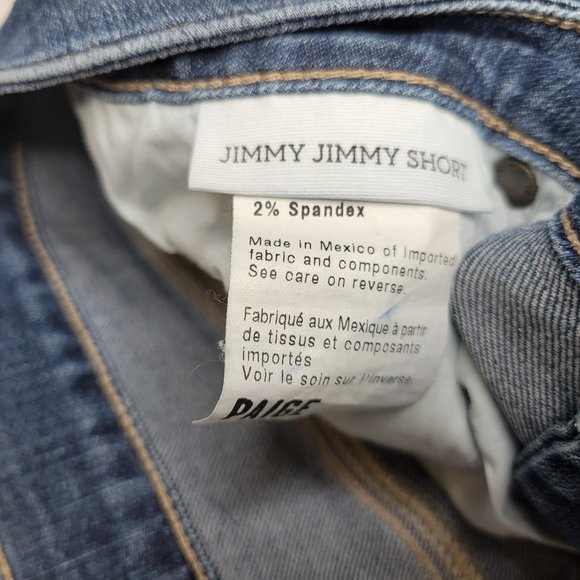 JIMMY JIMMY SHORT
2% Spandex
Made in Mexico of Imported
fabric and components.
See care on reverse.
Fabriqué aux Mexique à partir
de tissus et composants
importés
Voir le soin sur l'inverse.
PAIGE